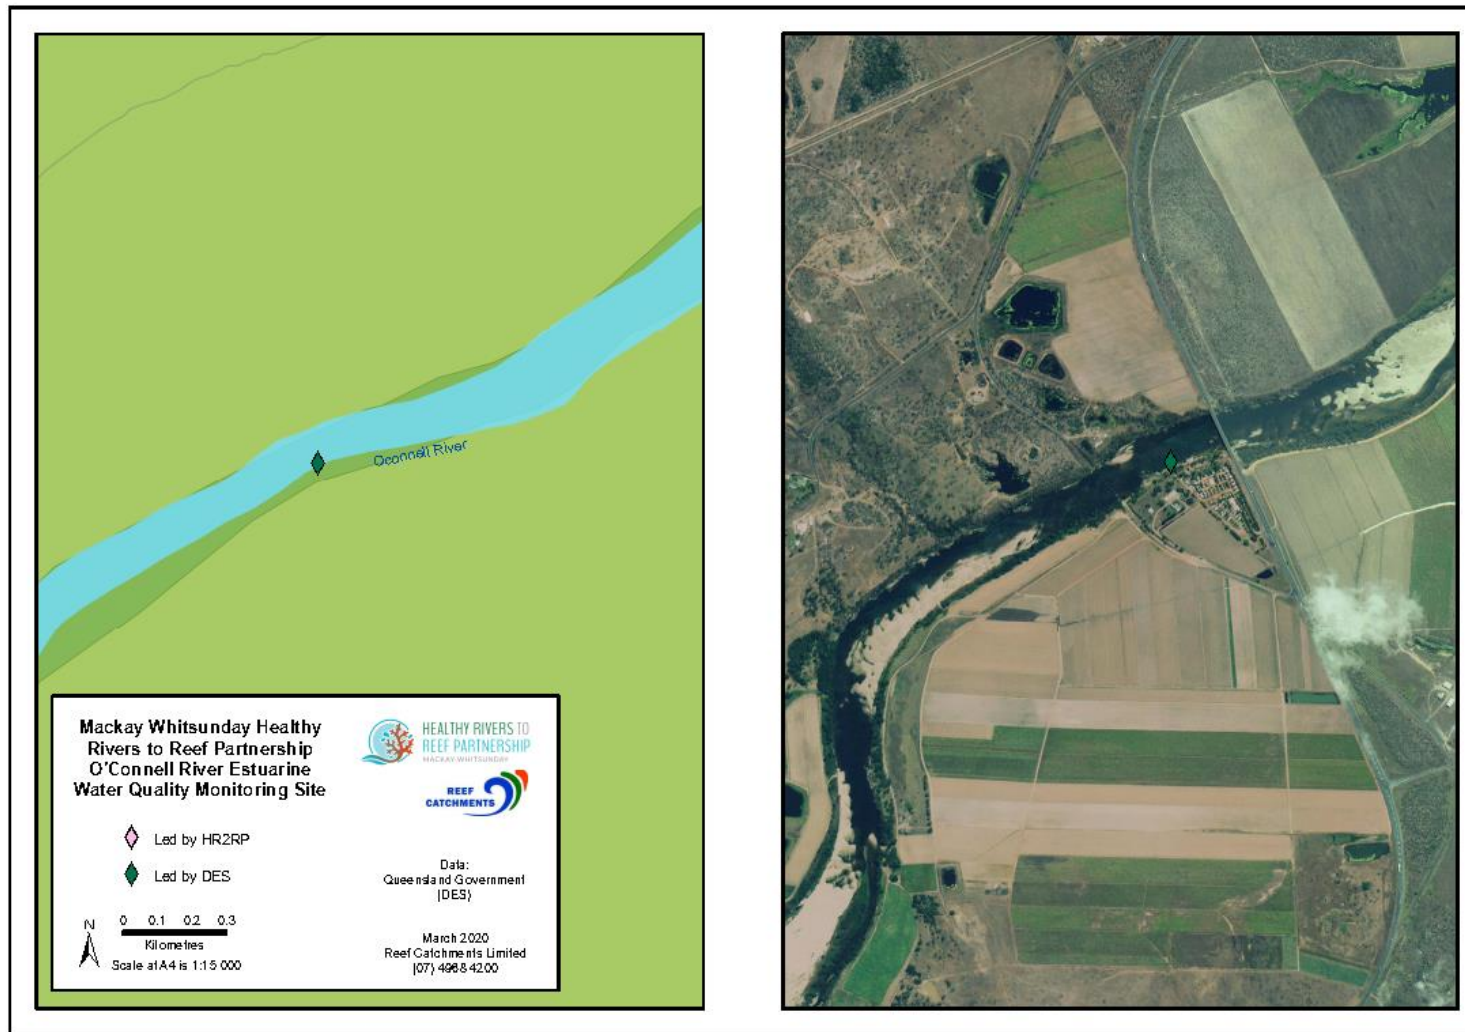 Oconnell River
Mackay Whitsunday Healthy
Rivers to Reef Partnership
O'Connell River Estuarine
Water Quality Monitoring Site
HEALTHY RIVERS TO
REEF PARTNERSHIP
MACKAY-WHITSUNDAY
REEF
CATCHMENTS
Led by HR2RP
Led by DES
Data:
Queensland Government
(DES)
N
0 0.1 0.2 0.3
Kilometres
Scale at A4 is 1:15 000
March 2020
Reef Catchments Limited
(07) 4968 4200